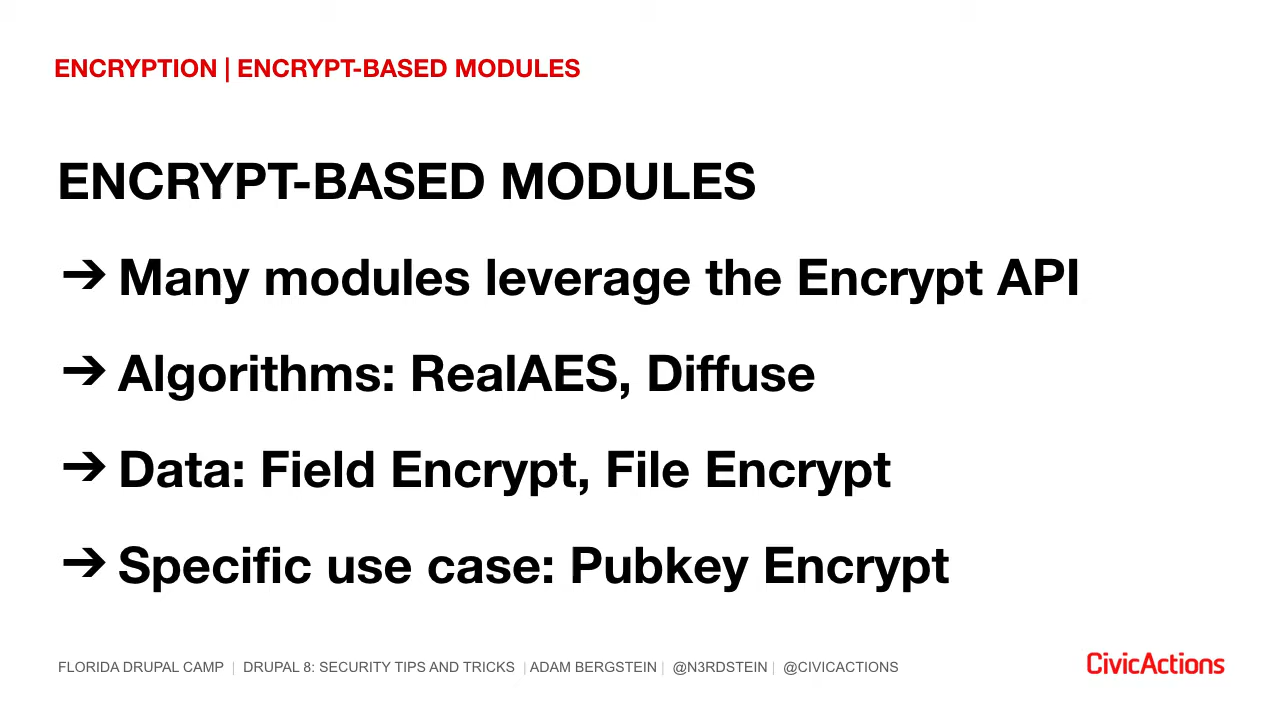 ENCRYPTION | ENCRYPT-BASED MODULES
ENCRYPT-BASED MODULES
➔ Many modules leverage the Encrypt API
➔ Algorithms: RealAES, Diffuse
➔ Data: Field Encrypt, File Encrypt
➔ Specific use case: Pubkey Encrypt
FLORIDA DRUPAL CAMP | DRUPAL 8: SECURITY TIPS AND TRICKS | ADAM BERGSTEIN | @N3RDSTEIN | @CIVICACTIONS CivicActions